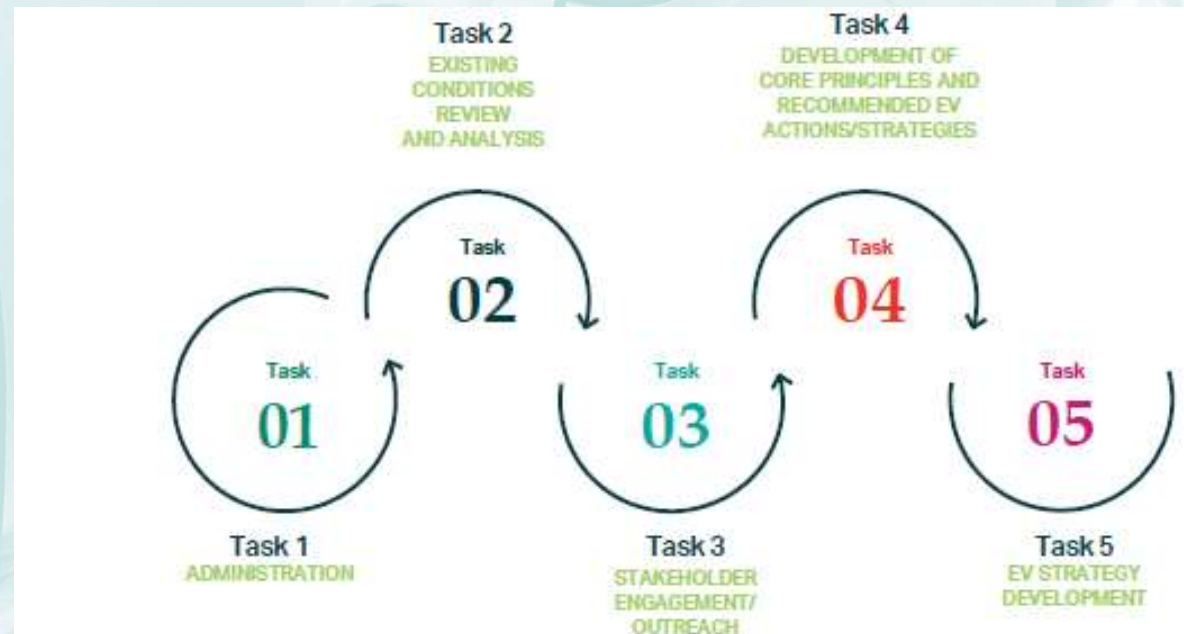 Task 2
EXISTING
CONDITIONS
REVIEW
AND ANALYSIS
Task 4
DEVELOPMENT OF
CORE PRINCIPLES AND
RECOMMENDED EV
ACTIONS/STRATEGIES
Task
02
Task
04
Task
01
Task
03
Task
05
Task 1
ADMINISTRATION
Task 3
STAKEHOLDER
ENGAGEMENT/
OUTREACH
Task 5
EV STRATEGY
DEVELOPMENT